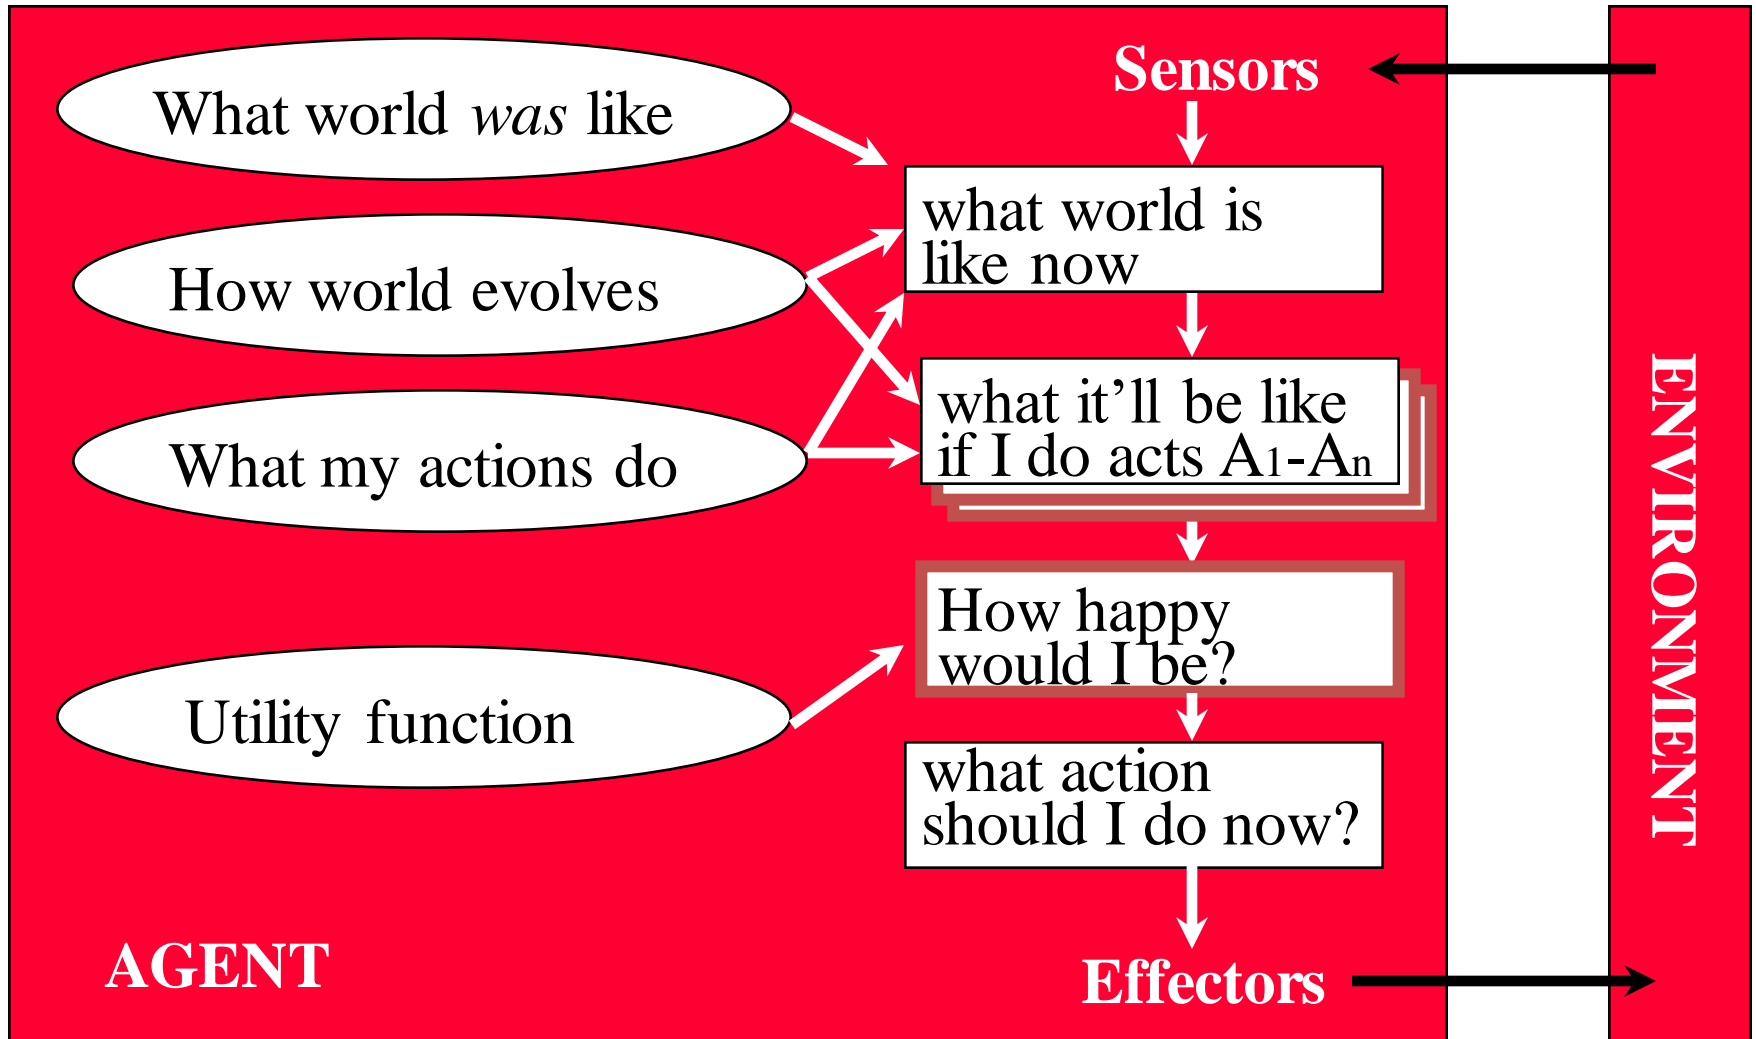 What world was like
How world evolves
What my actions do
Utility function
AGENT
Sensors
what world is
like now
what it’ll be like
if I do acts A1-An
How happy
would I be?
what action
should I do now?
Effectors
ENVIRONMENT